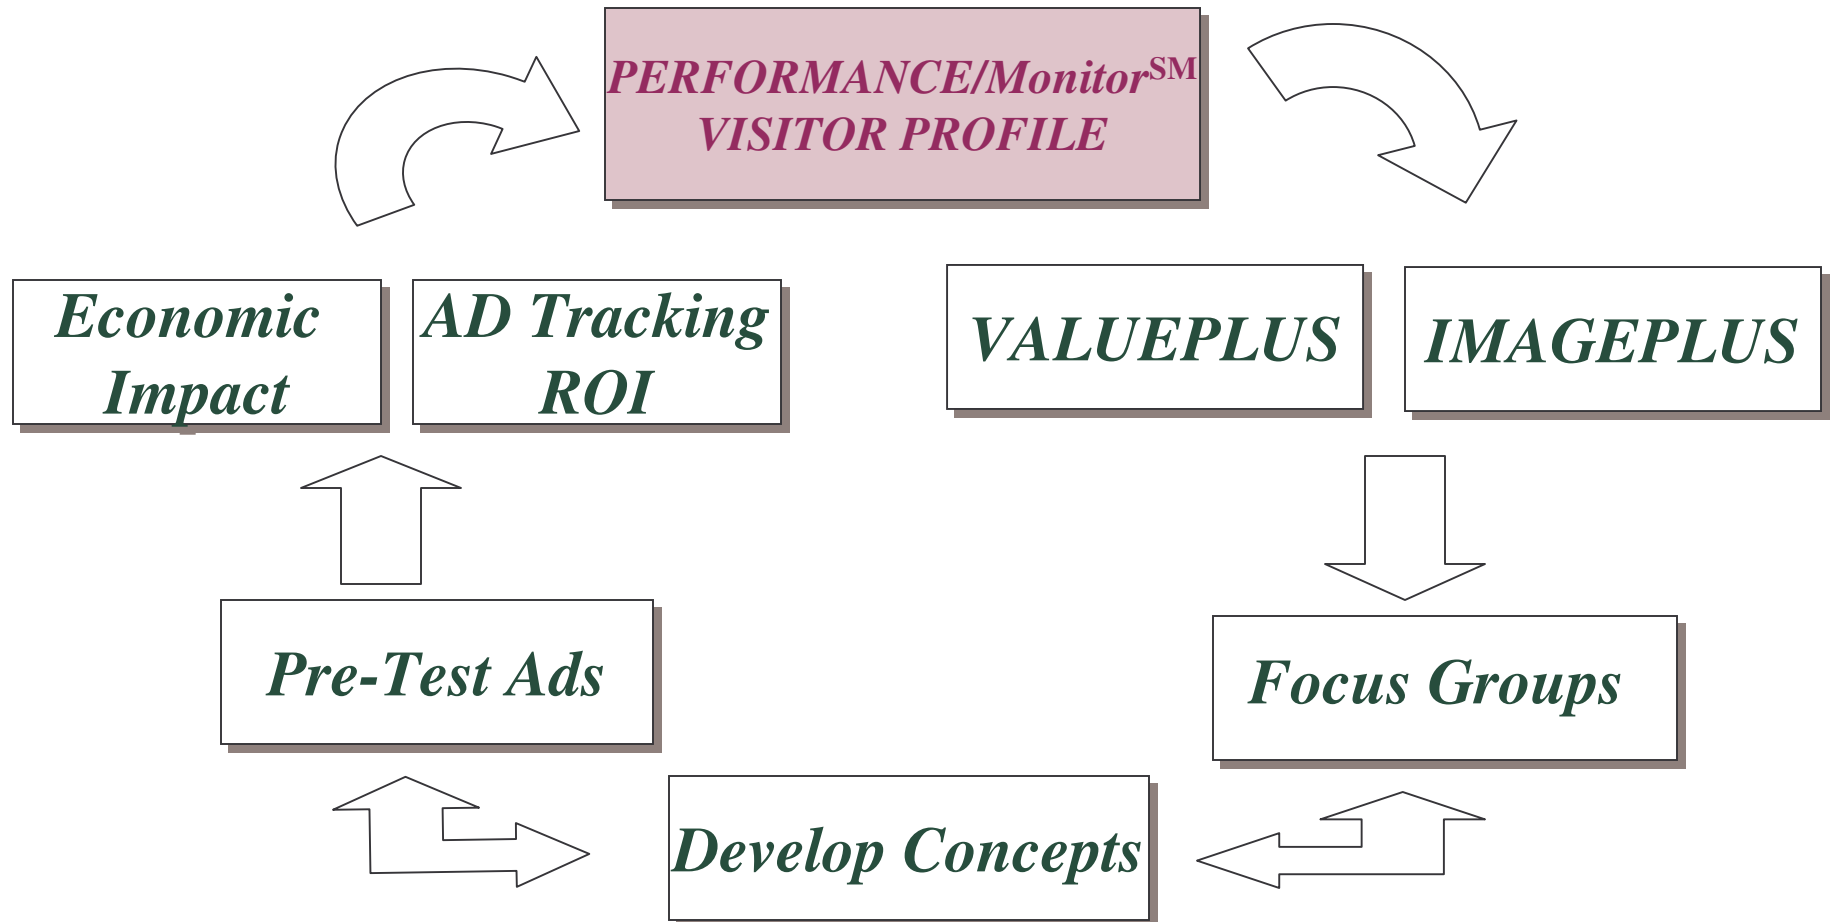 PERFORMANCE/Monitor℠
VISITOR PROFILE
Economic
Impact
AD Tracking
ROI
VALUEPLUS
IMAGEPLUS
Pre-Test Ads
Focus Groups
Develop Concepts